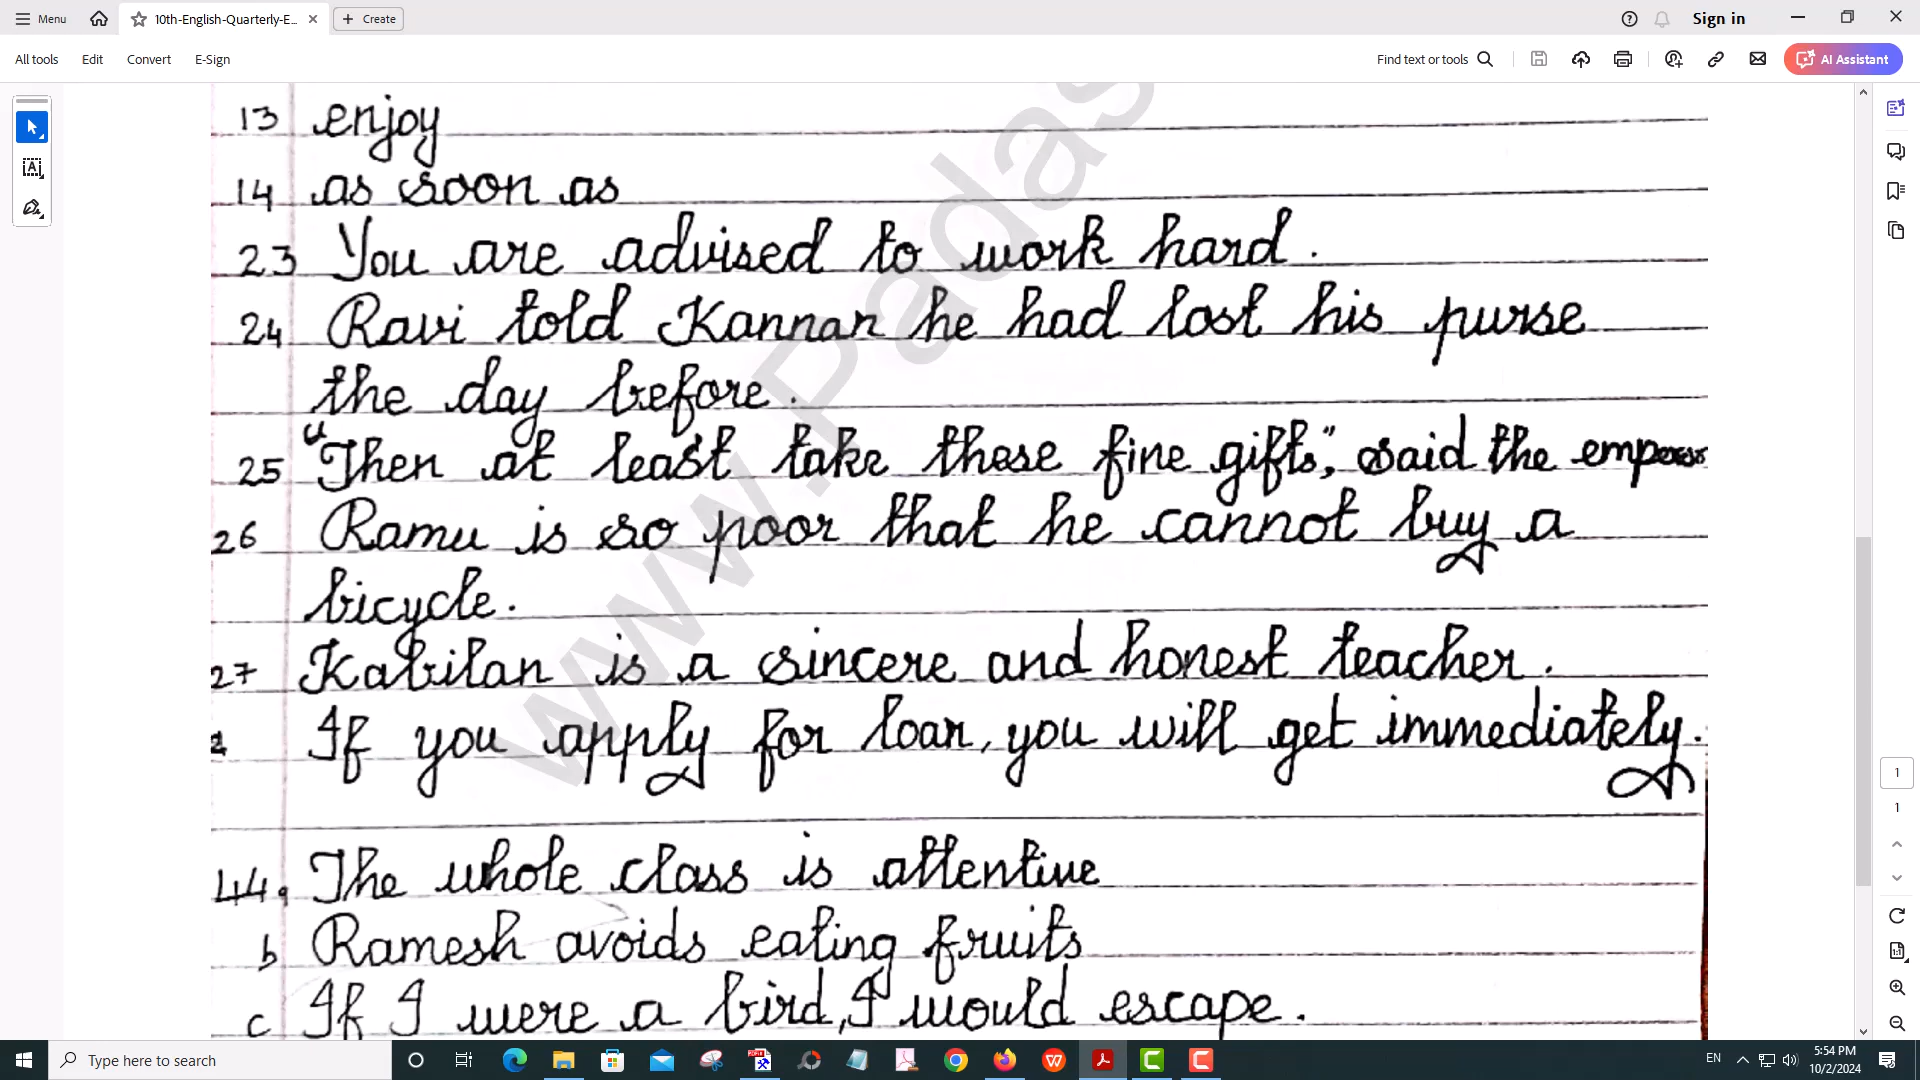 Menu
10th-English-Quarterly-E...
Create
Sign in
All tools
Edit
Convert
E-Sign
Find text or tools
AI Assistant
13 enjoy
14 as soon as
23 You are advised to work hard.
24 Ravi told Kannan he had lost his purse
the day before.
25 "Then at least take these fine gifts", said the
26 Ramu is so poor that he cannot buy a
bicycle.
27 Kabilan is a sincere and honest teacher.
If you apply for loan, you will get immediately.
44. The whole class is attentive
b Ramesh avoids eating fruits
c If I were a bird, I would escape.
www.Padas
1
1
Type here to search
EN
5:54 PM
10/2/2024